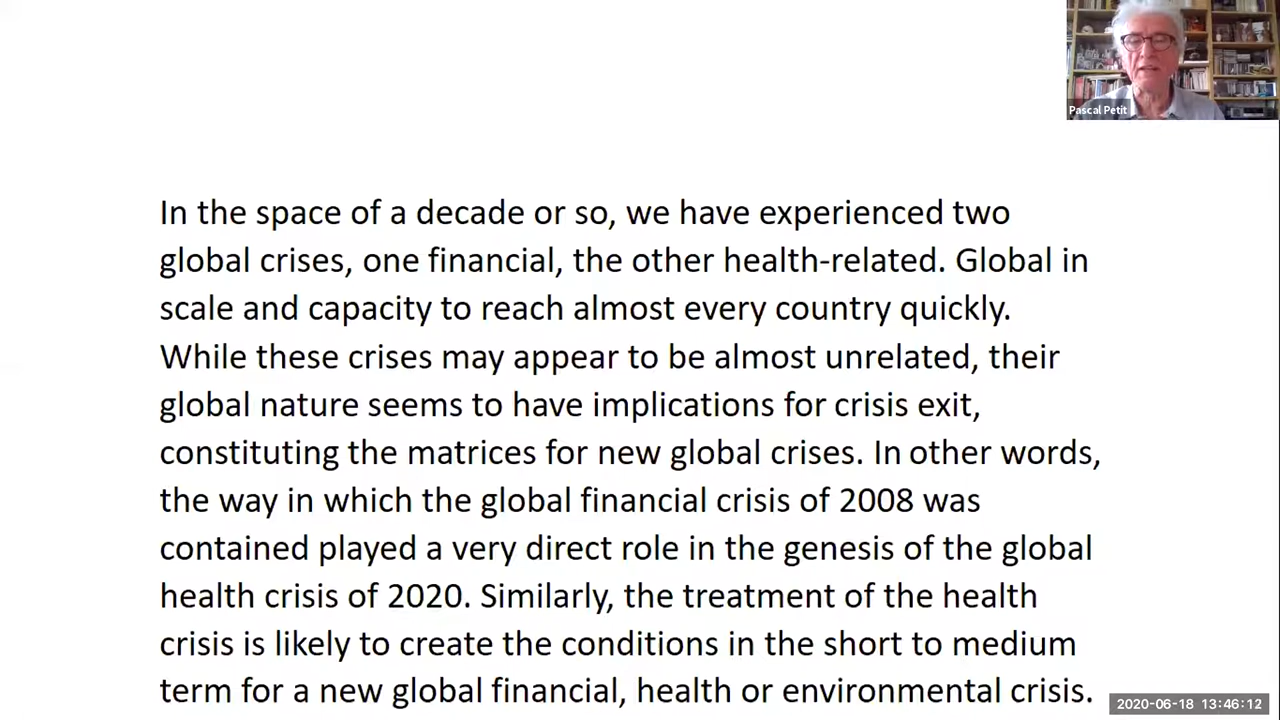 Pascal Petit
In the space of a decade or so, we have experienced two
global crises, one financial, the other health-related. Global in
scale and capacity to reach almost every country quickly.
While these crises may appear to be almost unrelated, their
global nature seems to have implications for crisis exit,
constituting the matrices for new global crises. In other words,
the way in which the global financial crisis of 2008 was
contained played a very direct role in the genesis of the global
health crisis of 2020. Similarly, the treatment of the health
crisis is likely to create the conditions in the short to medium
term for a new global financial, health or environmental crisis.
2020-06-18 13:46:12